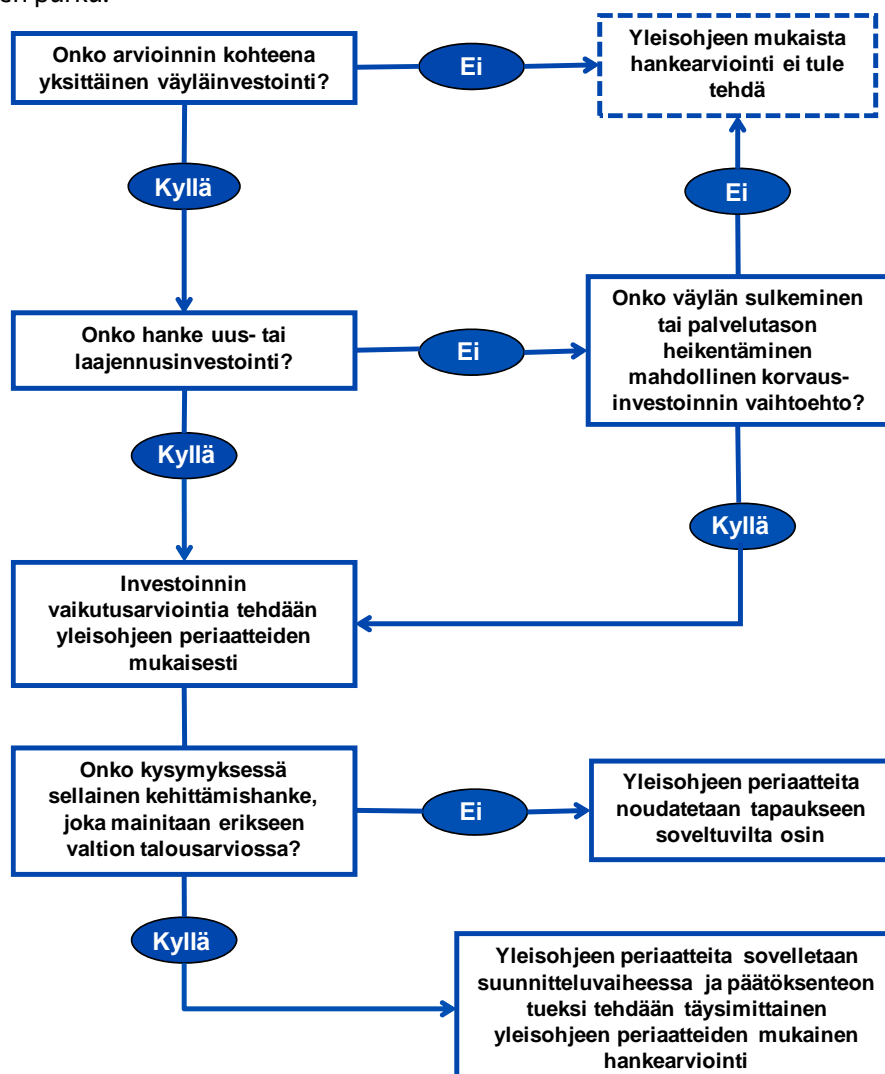 Onko arvioinnin kohteena
yksittäinen väyläinvestointi?
Ei
Yleisohjeen mukaista
hankearviointi ei tule
tehdä
Kyllä
Ei
Onko hanke uus- tai
laajennusinvestointi?
Ei
Onko väylän sulkeminen
tai palvelutason
heikentäminen
mahdollinen korvaus-
investoinnin vaihtoehto?
Kyllä
Kyllä
Investoinnin
vaikutusarviointia tehdään
yleisohjeen periaatteiden
mukaisesti
Onko kysymyksessä
sellainen kehittämishanke,
joka mainitaan erikseen
valtion talousarviossa?
Ei
Yleisohjeen periaatteita
noudatetaan tapaukseen
soveltuvilta osin
Kyllä
Yleisohjeen periaatteita sovelletaan
suunnitteluvaiheessa ja päätöksenteon
tueksi tehdään täysimittainen
yleisohjeen periaatteiden mukainen
hankearviointi